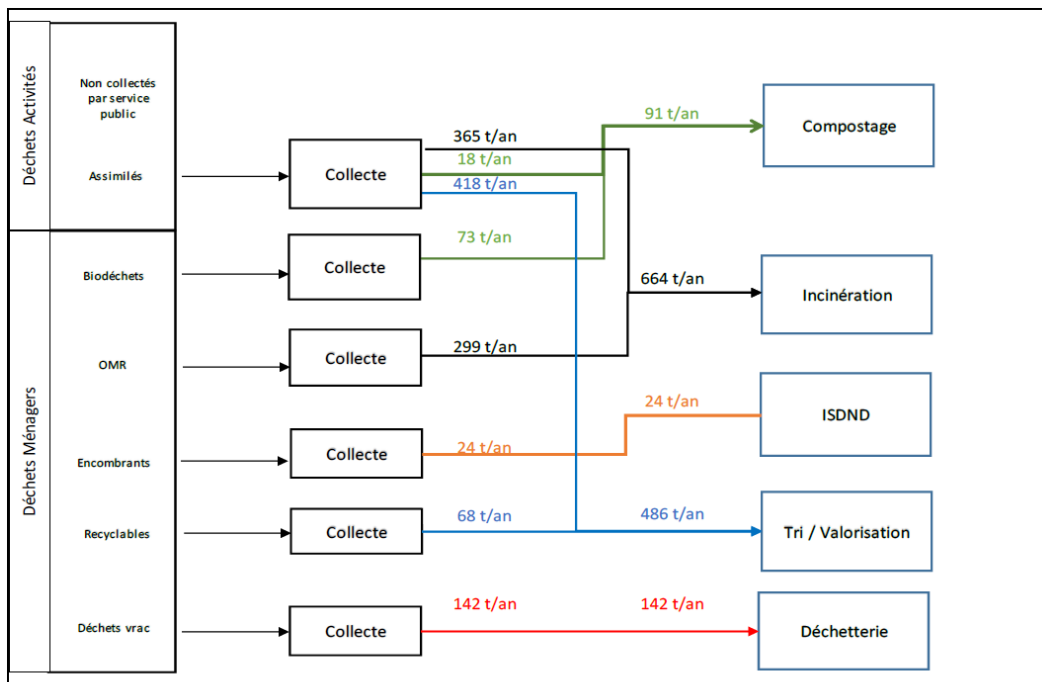 Déchets Activités
Non collectés
par service
public
Assimilés
Collecte
365 t/an
18 t/an
418 t/an
91 t/an
Compostage
Déchets Ménagers
Biodéchets
Collecte
73 t/an
664 t/an
Incinération
OMR
Collecte
299 t/an
Encombrants
Collecte
24 t/an
24 t/an
ISDND
Recyclables
Collecte
68 t/an
486 t/an
Tri / Valorisation
Déchets vrac
Collecte
142 t/an
142 t/an
Déchetterie